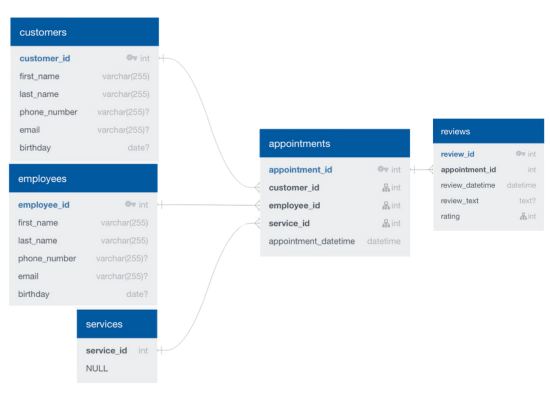 customers
customer_id int
first_name varchar(255)
last_name varchar(255)
phone_number varchar(255)?
email varchar(255)?
birthday date?
employees
employee_id int
first_name varchar(255)
last_name varchar(255)
phone_number varchar(255)?
email varchar(255)?
birthday date?
services
service_id int
NULL
appointments
appointment_id int
customer_id int
employee_id int
service_id int
appointment_datetime datetime
reviews
review_id int
appointment_id int
review_datetime datetime
review_text text?
rating int